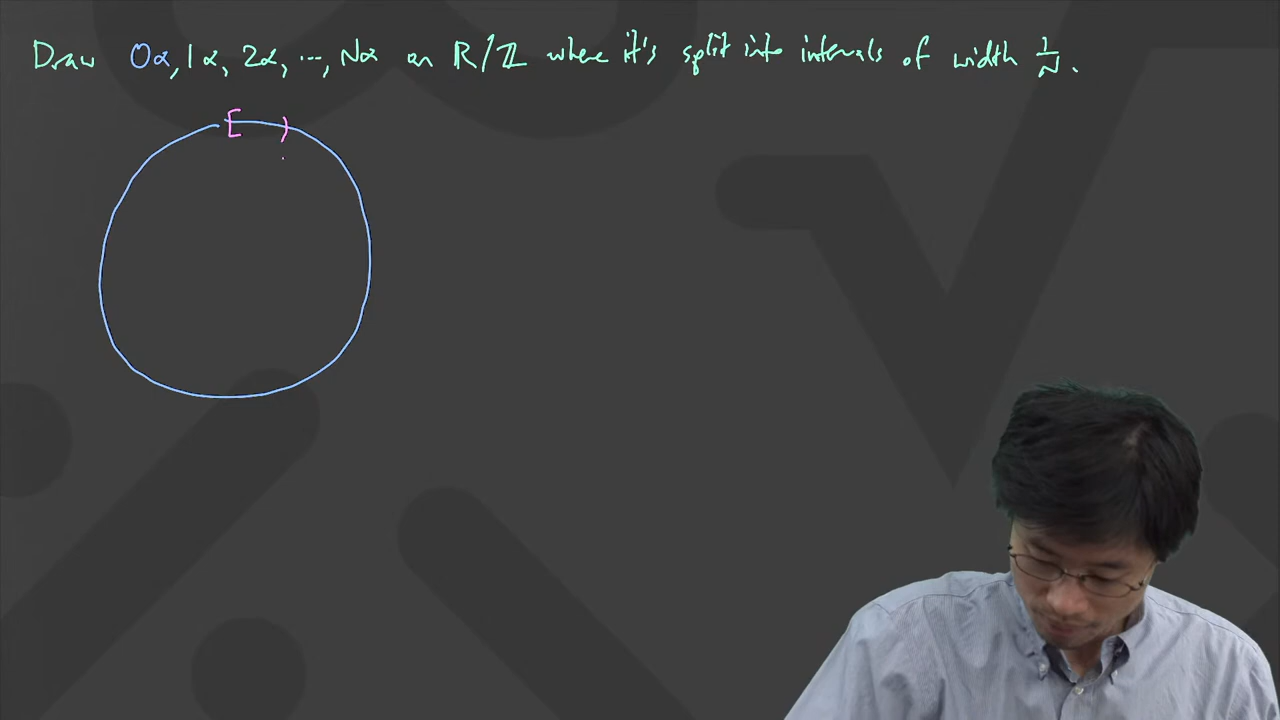 Draw 0α, 1α, 2α, ..., Nα on ℝ/ℤ where it's split into intervals of width 1/N.
[ )